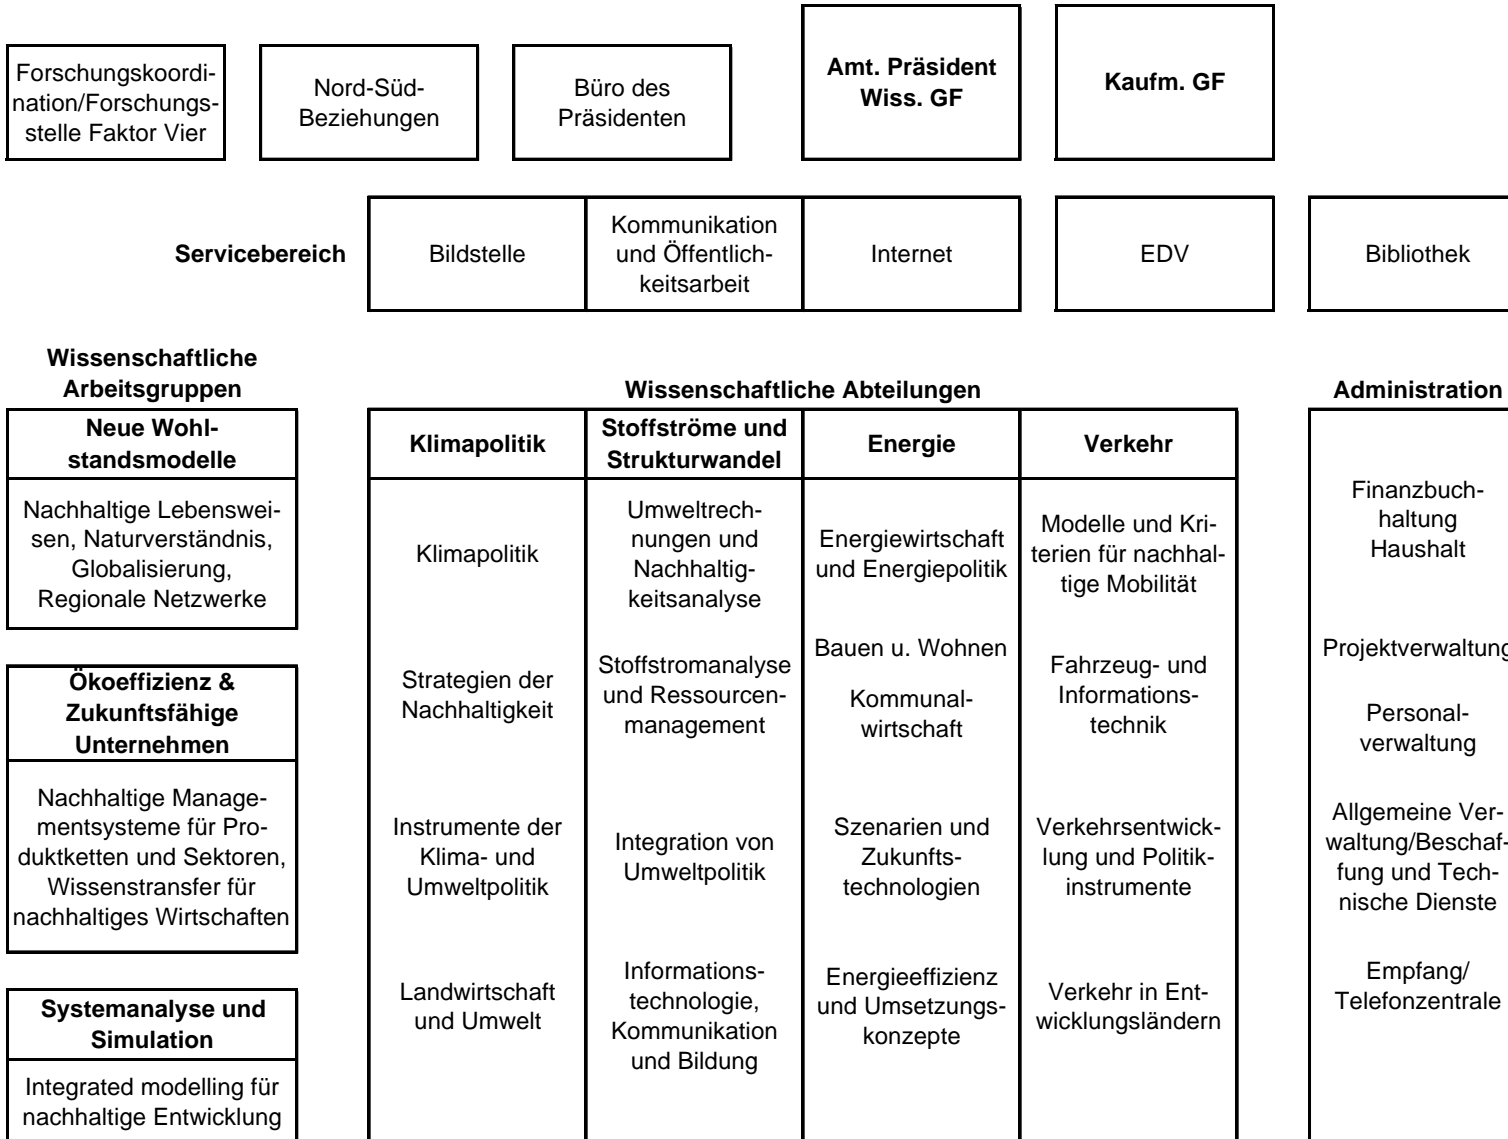 Forschungskoordi-
nation/Forschungs-
stelle Faktor Vier
Nord-Süd-
Beziehungen
Büro des
Präsidenten
Amt. Präsident
Wiss. GF
Kaufm. GF
Servicebereich
Bildstelle
Kommunikation
und Öffentlich-
keitsarbeit
Internet
EDV
Bibliothek
Wissenschaftliche
Arbeitsgruppen
Neue Wohl-
standsmodelle
Nachhaltige Lebenswei-
sen, Naturverständnis,
Globalisierung,
Regionale Netzwerke
Ökoeffizienz &
Zukunftsfähige
Unternehmen
Nachhaltige Manage-
mentsysteme für Pro-
duktketten und Sektoren,
Wissenstransfer für
nachhaltiges Wirtschaften
Systemanalyse und
Simulation
Integrated modelling für
nachhaltige Entwicklung
Wissenschaftliche Abteilungen
Klimapolitik
Klimapolitik
Strategien der
Nachhaltigkeit
Instrumente der
Klima- und
Umweltpolitik
Landwirtschaft
und Umwelt
Stoffströme und
Strukturwandel
Umweltrech-
nungen und
Nachhaltig-
keitsanalyse
Stoffstromanalyse
und Ressourcen-
management
Integration von
Umweltpolitik
Informations-
technologie,
Kommunikation
und Bildung
Energie
Energiewirtschaft
und Energiepolitik
Bauen u. Wohnen
Kommunal-
wirtschaft
Szenarien und
Zukunfts-
technologien
Energieeffizienz
und Umsetzungs-
konzepte
Verkehr
Modelle und Kri-
terien für nachhal-
tige Mobilität
Fahrzeug- und
Informations-
technik
Verkehrsentwick-
lung und Politik-
instrumente
Verkehr in Ent-
wicklungsländern
Administration
Finanzbuch-
haltung
Haushalt
Projektverwaltung
Personal-
verwaltung
Allgemeine Ver-
waltung/Beschaf-
fung und Tech-
nische Dienste
Empfang/
Telefonzentrale